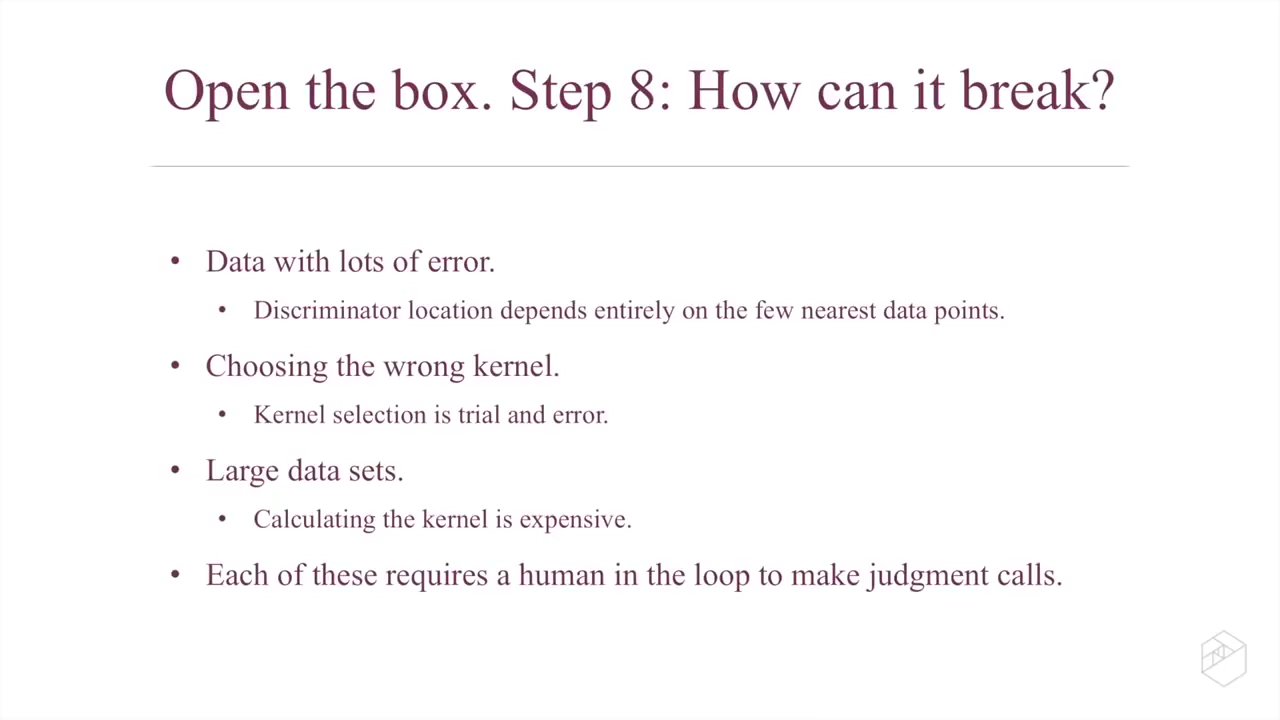 Open the box. Step 8: How can it break?
• Data with lots of error.
• Discriminator location depends entirely on the few nearest data points.
• Choosing the wrong kernel.
• Kernel selection is trial and error.
• Large data sets.
• Calculating the kernel is expensive.
• Each of these requires a human in the loop to make judgment calls.